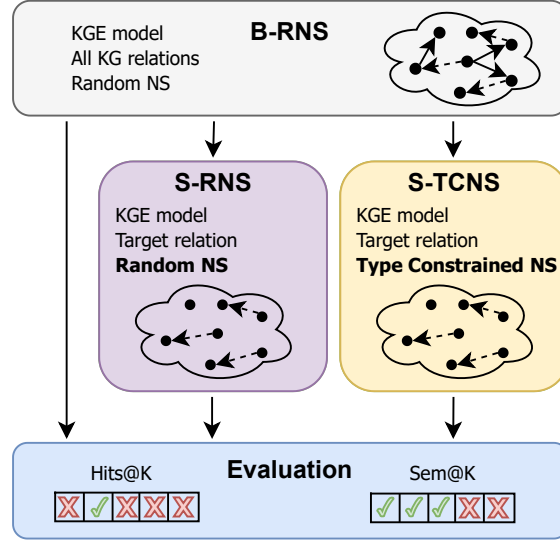 B-RNS
KGE model
All KG relations
Random NS
S-RNS
KGE model
Target relation
Random NS
S-TCNS
KGE model
Target relation
Type Constrained NS
Evaluation
Hits@K
Sem@K